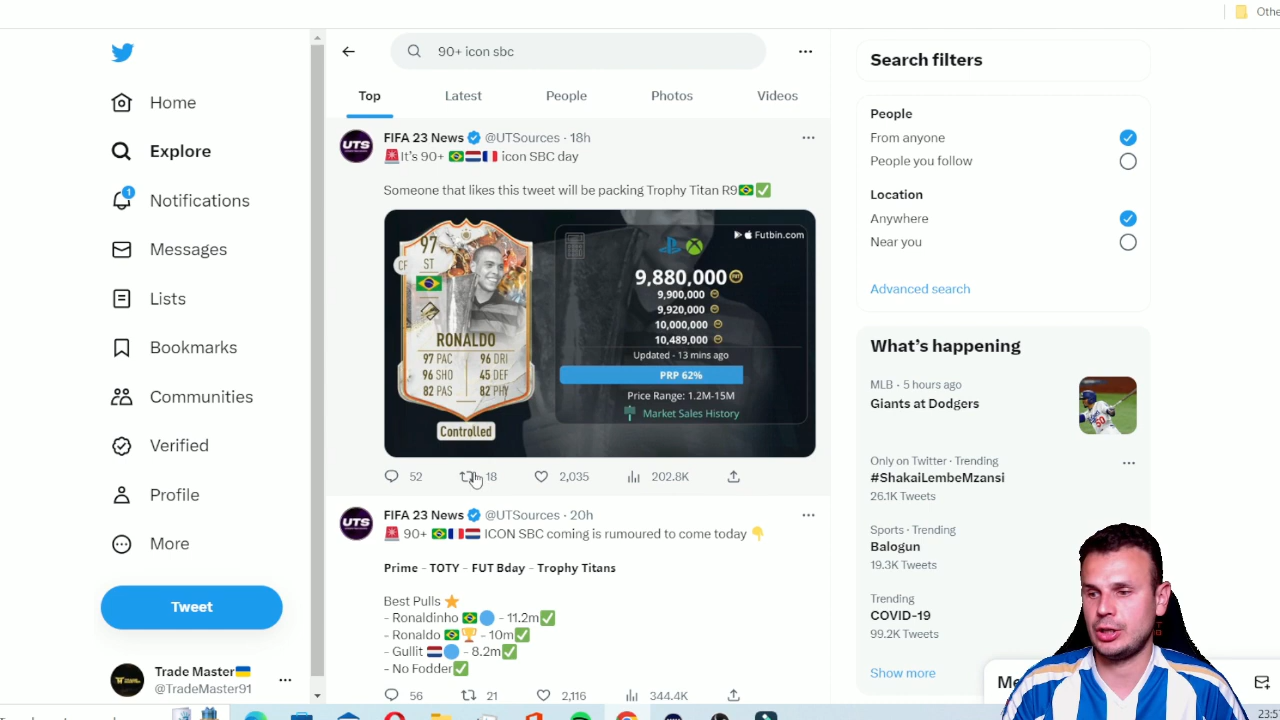 Othe
90+ icon sbc
Home
Explore
1
Notifications
Messages
Lists
Bookmarks
Communities
Verified
Profile
More
Tweet
Trade Master🇺🇦
@TradeMaster91
Top
Latest
People
Photos
Videos
UTS
FIFA 23 News @UTSources · 18h
🚨It's 90+ 🇧🇷🇳🇱🇫🇷 icon SBC day
Someone that likes this tweet will be packing Trophy Titan R9🇧🇷✅
97
ST
CF
RONALDO
97 PAC 96 DRI
96 SHO 45 DEF
82 PAS 82 PHY
Controlled
Futbin.com
9,880,000
9,900,000
9,920,000
10,000,000
10,489,000
Updated - 13 mins ago
PRP 62%
Price Range: 1.2M-15M
Market Sales History
52
18
2,035
202.8K
UTS
FIFA 23 News @UTSources · 20h
🚨 90+ 🇧🇷🇫🇷🇳🇱 ICON SBC coming is rumoured to come today 👇
Prime - TOTY - FUT Bday - Trophy Titans
Best Pulls ⭐
- Ronaldinho 🇧🇷🔵 - 11.2m✅
- Ronaldo 🇧🇷🏆 - 10m✅
- Gullit 🇳🇱🔵 - 8.2m✅
- No Fodder✅
56
21
2,116
344.4K
Search filters
People
From anyone
People you follow
Location
Anywhere
Near you
Advanced search
What's happening
MLB · 5 hours ago
Giants at Dodgers
Only on Twitter · Trending
#ShakaiLembeMzansi
26.1K Tweets
Sports · Trending
Balogun
19.3K Tweets
Trending
COVID-19
99.2K Tweets
Show more
Me
23:5